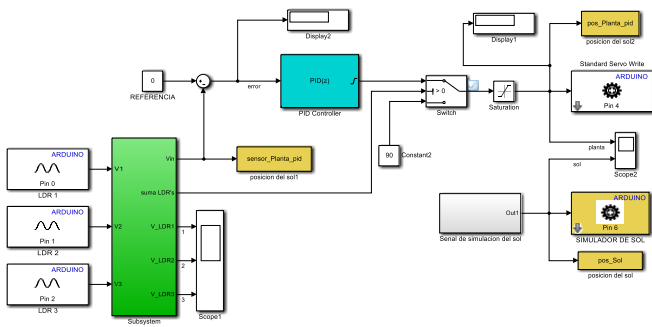 Display2
Display1
pos_Planta_pid
posicion del sol2
0
REFERENCIA
error
PID(z)
PID Controller
> 0
Switch
Saturation
Standard Servo Write
ARDUINO
Pin 4
90
Constant2
planta
sol
Scope2
sensor_Planta_pid
posicion del sol1
ARDUINO
Pin 0
LDR 1
ARDUINO
Pin 1
LDR 2
ARDUINO
Pin 2
LDR 3
V1
V2
V3
Vin
suma LDR's
V_LDR1
V_LDR2
V_LDR3
Subsystem
1
2
3
Scope1
Out1
Senal de simulacion del sol
ARDUINO
Pin 6
SIMULADOR DE SOL
pos_Sol
posicion del sol